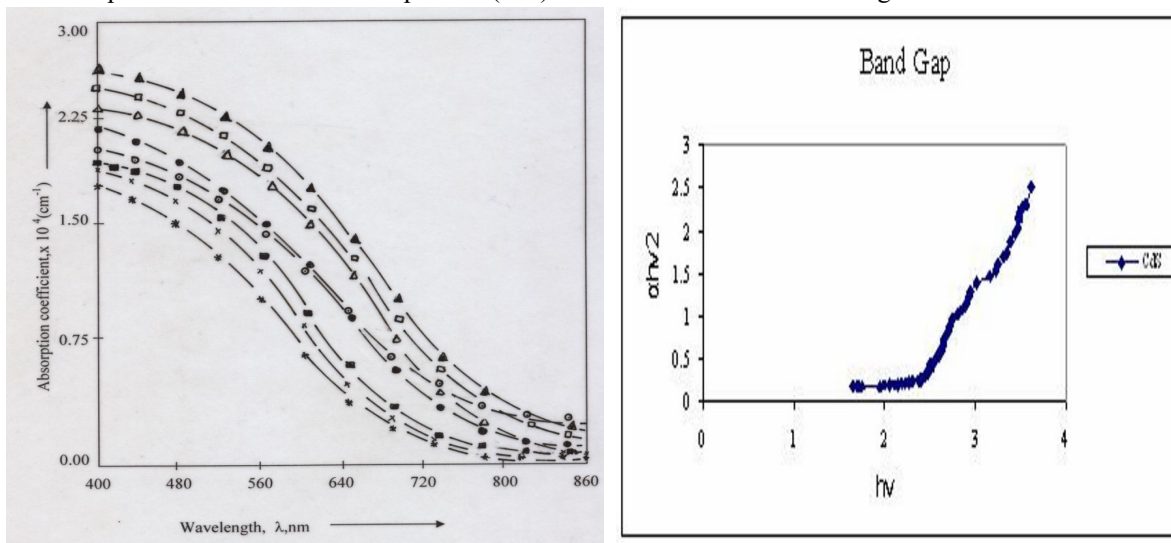 3.00
2.25
1.50
0.75
0.00
Absorption coefficient,x 10⁴(cm⁻¹)
400 480 560 640 720 800 860
Wavelength, λ,nm
Band Gap
3
2.5
2
1.5
1
0.5
0
αhv2
0 1 2 3 4
hv
CdS